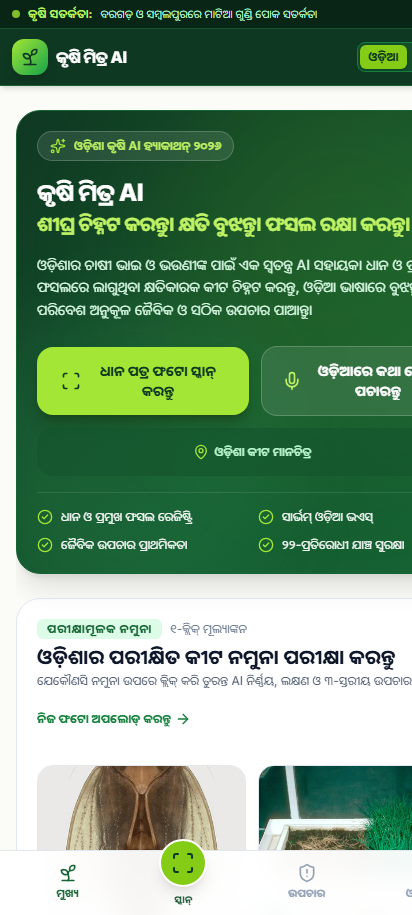 କୃଷି ସତର୍କତା: ବରଗଡ଼ ଓ ସମ୍ବଲପୁରରେ ମାଟିଆ ଗୁଣ୍ଡି ପୋକ ସତର୍କତା
କୃଷି ମିତ୍ର AI
ଓଡ଼ିଆ
ଓଡ଼ିଶା କୃଷି AI ହ୍ୟାକାଥନ୍ ୨୦୨୬
କୃଷି ମିତ୍ର AI
ଶୀଘ୍ର ଚିହ୍ନଟ କରନ୍ତୁ। କ୍ଷତି ବୁଝନ୍ତୁ। ଫସଲ ରକ୍ଷା କରନ୍ତୁ।
ଓଡ଼ିଶାର ଚାଷୀ ଭାଇ ଓ ଭଉଣୀଙ୍କ ପାଇଁ ଏକ ସ୍ୱତନ୍ତ୍ର AI ସହାୟକ। ଧାନ ଓ
ଫସଲରେ ଲାଗୁଥିବା କ୍ଷତିକାରକ କୀଟ ଚିହ୍ନଟ କରନ୍ତୁ, ଓଡ଼ିଆ ଭାଷାରେ
ପରିବେଶ ଅନୁକୂଳ ଜୈବିକ ଓ ସଠିକ ଉପଚାର ପାଆନ୍ତୁ।
ଧାନ ପତ୍ର ଫଟୋ ସ୍କାନ୍
କରନ୍ତୁ
ଓଡ଼ିଆରେ କଥା
ପଚାରନ୍ତୁ
ଓଡ଼ିଶା କୀଟ ମାନଚିତ୍ର
ଧାନ ଓ ପ୍ରମୁଖ ଫସଲ ରେଜିଷ୍ଟ୍ରି
ସାର୍ଭମ୍ ଓଡ଼ିଆ ଭଏସ୍
ଜୈବିକ ଉପଚାର ପ୍ରାଥମିକତା
୨୨-ପ୍ରତିରୋଧୀ ଯାଞ୍ଚ ସୁରକ୍ଷା
ପରୀକ୍ଷାମୂଳକ ନମୁନା ୧-କ୍ଲିକ୍ ମୂଲ୍ୟାଙ୍କନ
ଓଡ଼ିଶାର ପରୀକ୍ଷିତ କୀଟ ନମୁନା ପରୀକ୍ଷା କରନ୍ତୁ
ଯେକୌଣସି ନମୁନା ଉପରେ କ୍ଲିକ୍ କରି ତୁରନ୍ତ AI ନିର୍ଣ୍ଣୟ, ଲକ୍ଷଣ ଓ ୩-ସ୍ତରୀୟ ଉପଚାର
ନିଜ ଫଟୋ ଅପଲୋଡ୍ କରନ୍ତୁ →
ମୁଖ୍ୟ
ସ୍କାନ୍
ଉପଚାର